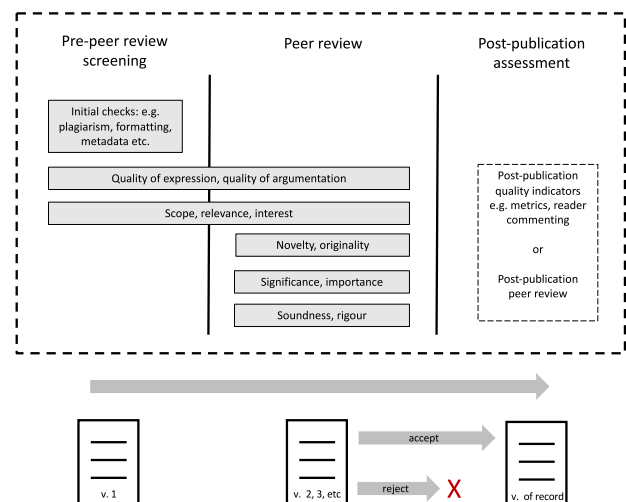 Pre-peer review
screening
Peer review
Post-publication
assessment
Initial checks: e.g.
plagiarism, formatting,
metadata etc.
Quality of expression, quality of argumentation
Scope, relevance, interest
Novelty, originality
Significance, importance
Soundness, rigour
Post-publication
quality indicators
e.g. metrics, reader
commenting
or
Post-publication
peer review
accept
reject
X
v. 1
v. 2, 3, etc
v. of record